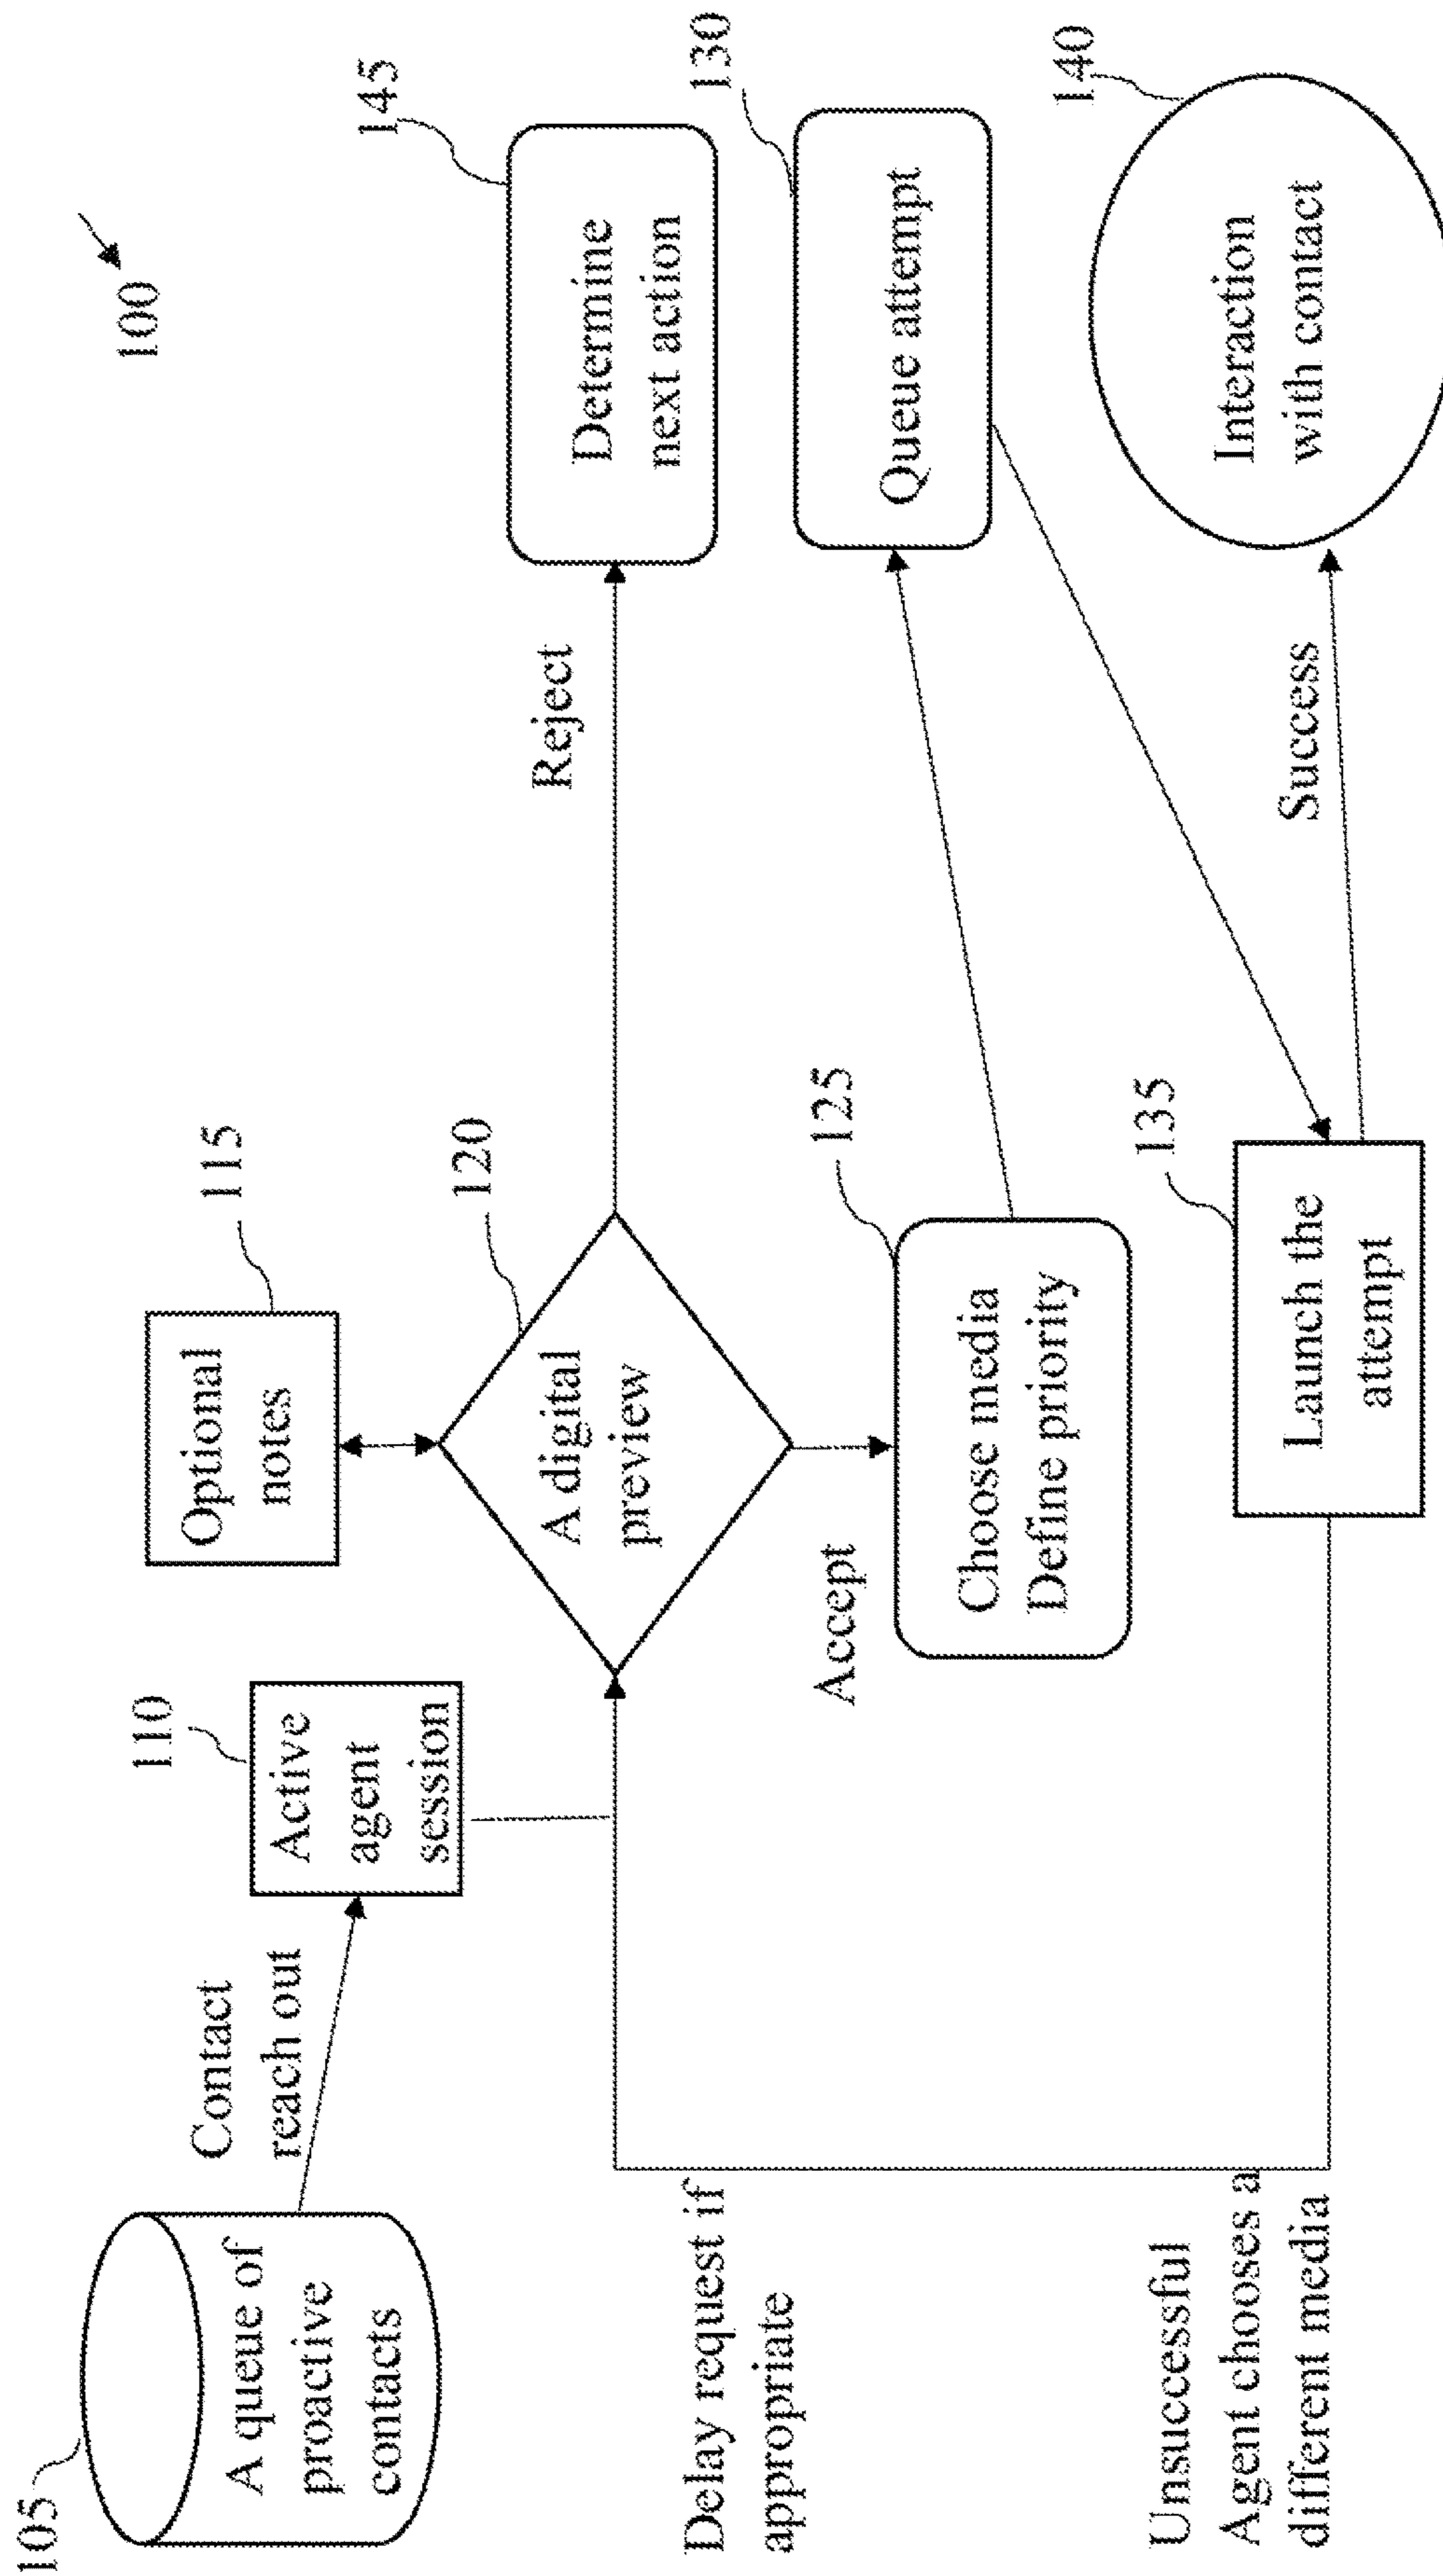 100
105
A queue of
proactive
contacts
Contact
reach out
110
Active
agent
session
115
Optional
notes
120
A digital
preview
Reject
145
Determine
next action
Accept
125
Choose media
Define priority
130
Queue attempt
Delay request if
appropriate
135
Launch the
attempt
Success
140
Interaction
with contact
Unsuccessful
Agent chooses a
different media